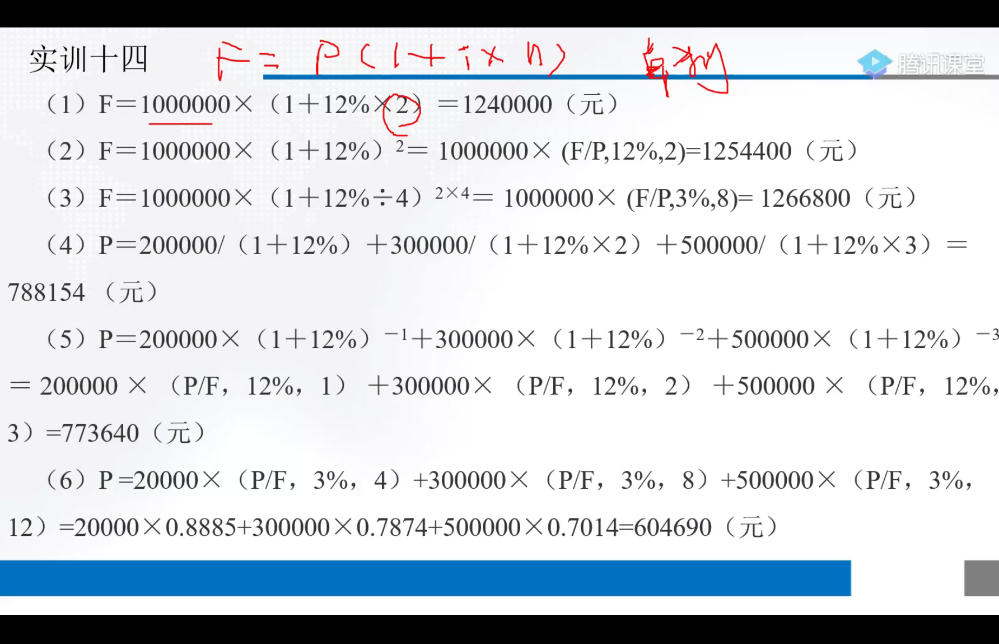 实训十四
F=P(1+i×n) 单利
腾讯课堂
（1）F＝1000000×（1＋12%×2）＝1240000（元）
（2）F＝1000000×（1＋12%）²＝ 1000000× (F/P,12%,2)=1254400（元）
（3）F＝1000000×（1＋12%÷4）²ˣ⁴＝ 1000000× (F/P,3%,8)= 1266800（元）
（4）P＝200000/（1＋12%）＋300000/（1＋12%×2）＋500000/（1＋12%×3）＝
788154 （元）
（5）P＝200000×（1＋12%）⁻¹＋300000×（1＋12%）⁻²＋500000×（1＋12%）⁻³
＝ 200000 × （P/F，12%，1）＋300000× （P/F，12%，2）＋500000 × （P/F，12%，
3）=773640（元）
（6）P =20000×（P/F，3%，4）+300000×（P/F，3%，8）+500000×（P/F，3%，
12）=20000×0.8885+300000×0.7874+500000×0.7014=604690（元）